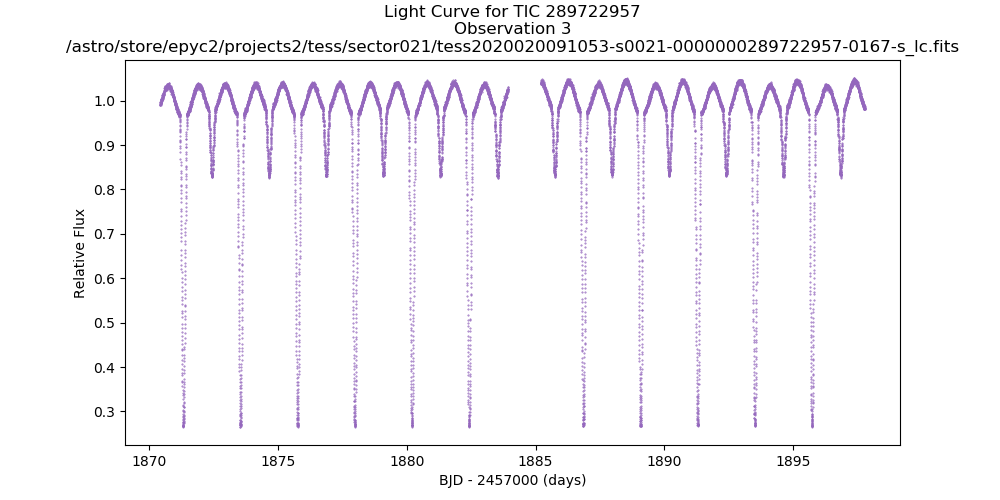 Light Curve for TIC 289722957
Observation 3
/astro/store/epyc2/projects2/tess/sector021/tess2020020091053-s0021-0000000289722957-0167-s_lc.fits
1.0
0.9
0.8
0.7
0.6
0.5
0.4
0.3
Relative Flux
1870
1875
1880
1885
1890
1895
BJD - 2457000 (days)